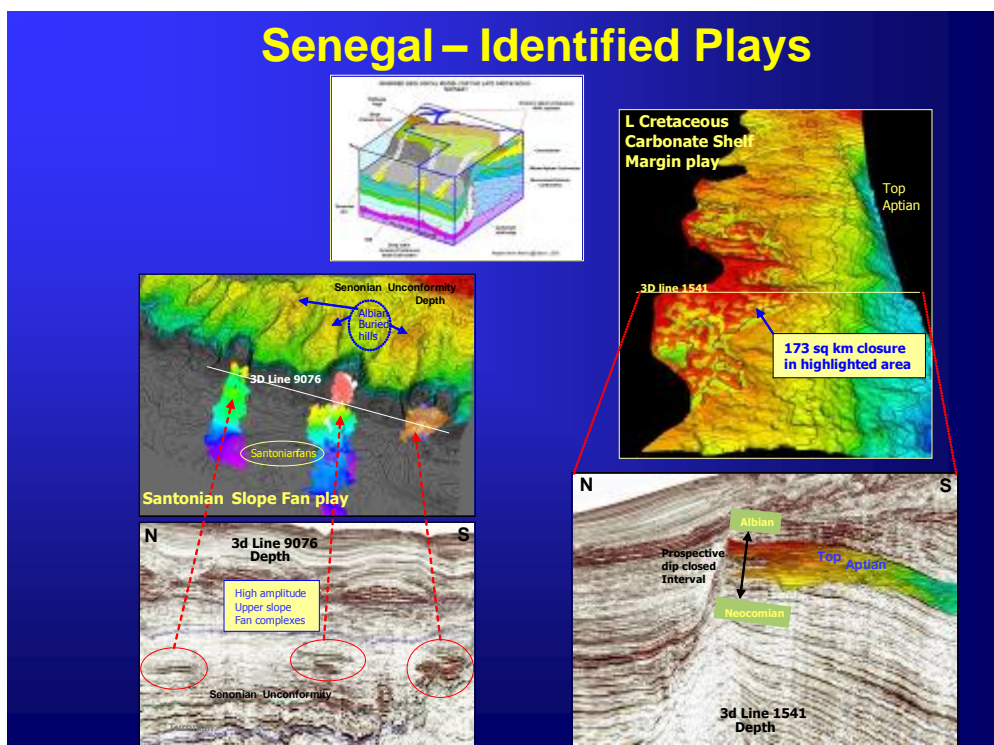 Senegal – Identified Plays
L Cretaceous
Carbonate Shelf
Margin play
Top
Aptian
3D line 1541
173 sq km closure
in highlighted area
Senonian Unconformity
Depth
Albian
Buried
hills
3D Line 9076
Santonianfans
Santonian Slope Fan play
N
S
3d Line 9076
Depth
High amplitude
Upper slope
Fan complexes
Senonian Unconformity
N
S
Albian
Prospective
dip closed
Interval
Top
Aptian
Neocomian
3d Line 1541
Depth